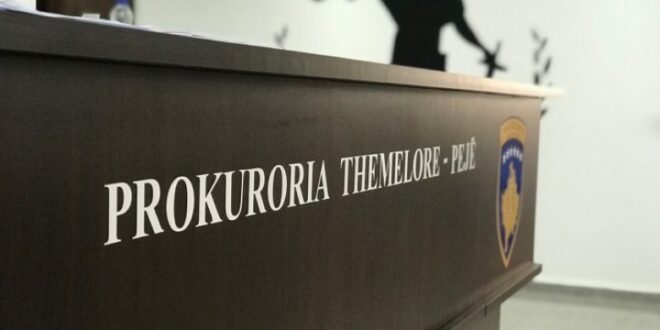 PROKURORIA THEMELORE - PEJË